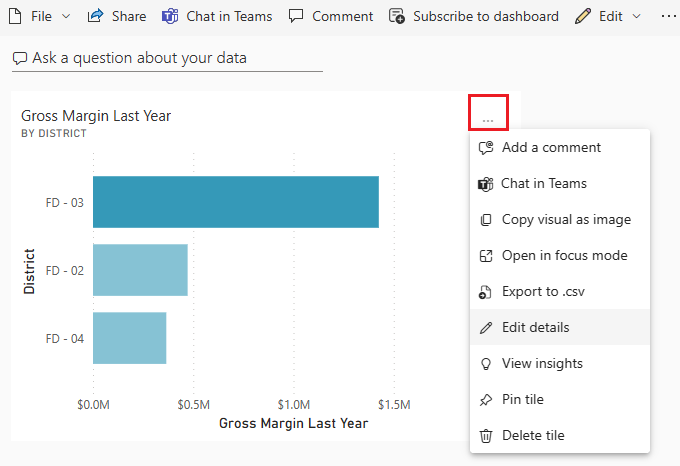 File Share Chat in Teams Comment Subscribe to dashboard Edit ...
Ask a question about your data
Gross Margin Last Year
BY DISTRICT
...
Add a comment
Chat in Teams
Copy visual as image
Open in focus mode
Export to .csv
Edit details
View insights
Pin tile
Delete tile
District
FD - 03
FD - 02
FD - 04
$0.0M $0.5M $1.0M $1.5M
Gross Margin Last Year